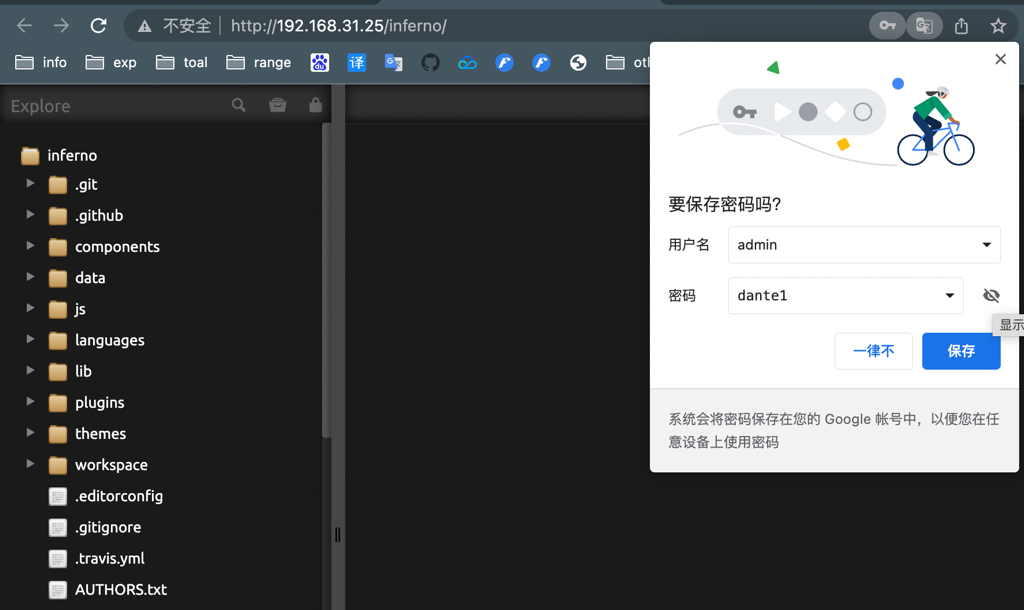 不安全 | http://192.168.31.25/inferno/
info exp toal range 译 otl
Explore
inferno
.git
.github
components
data
js
languages
lib
plugins
themes
workspace
.editorconfig
.gitignore
.travis.yml
AUTHORS.txt
要保存密码吗?
用户名 admin
密码 dante1
显示
一律不 保存
系统会将密码保存在您的 Google 帐号中，以便您在任
意设备上使用密码